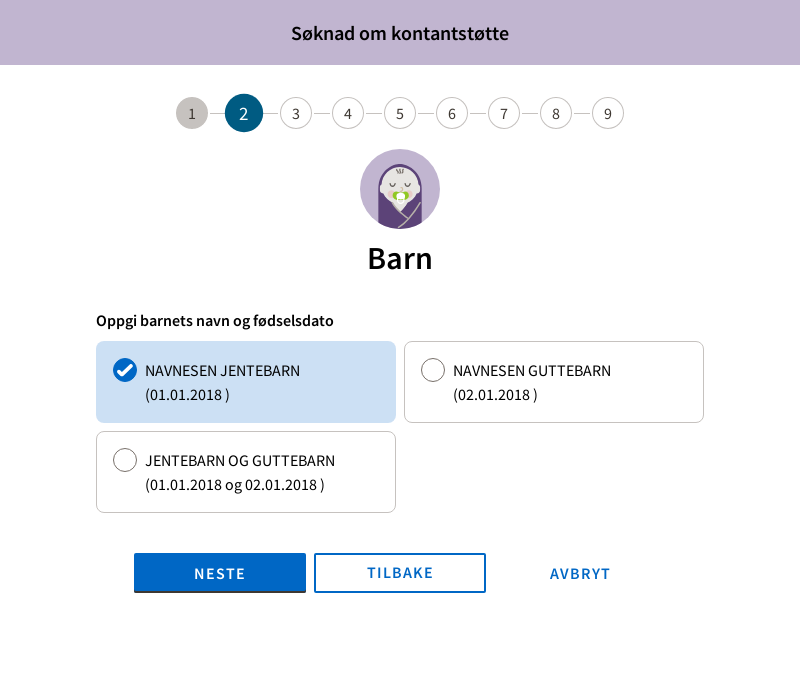 Søknad om kontantstøtte
1 2 3 4 5 6 7 8 9
Barn
Oppgi barnets navn og fødselsdato
NAVNESEN JENTEBARN
(01.01.2018 )
NAVNESEN GUTTEBARN
(02.01.2018 )
JENTEBARN OG GUTTEBARN
(01.01.2018 og 02.01.2018 )
NESTE TILBAKE AVBRYT